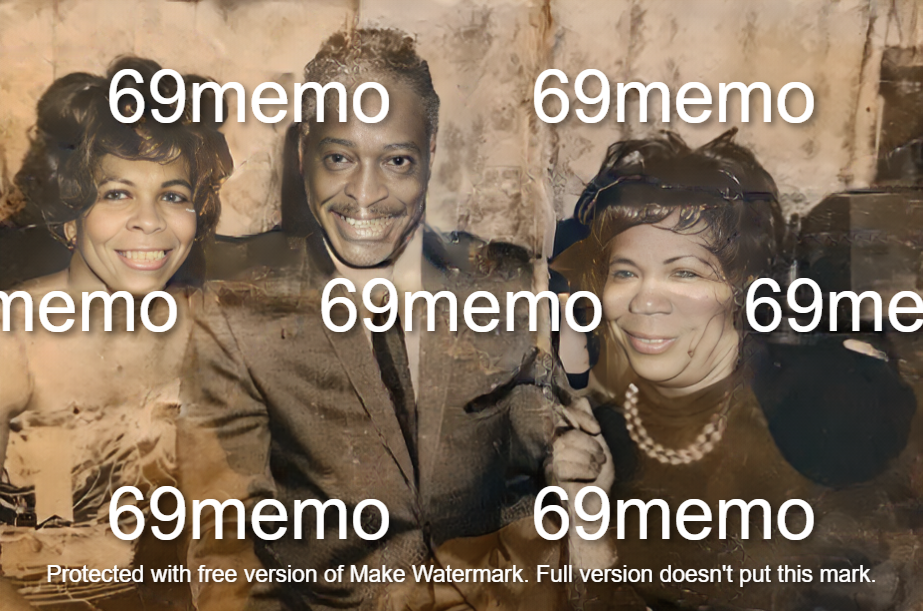 69memo 69memo
memo 69memo 69me
69memo 69memo
Protected with free version of Make Watermark. Full version doesn't put this mark.